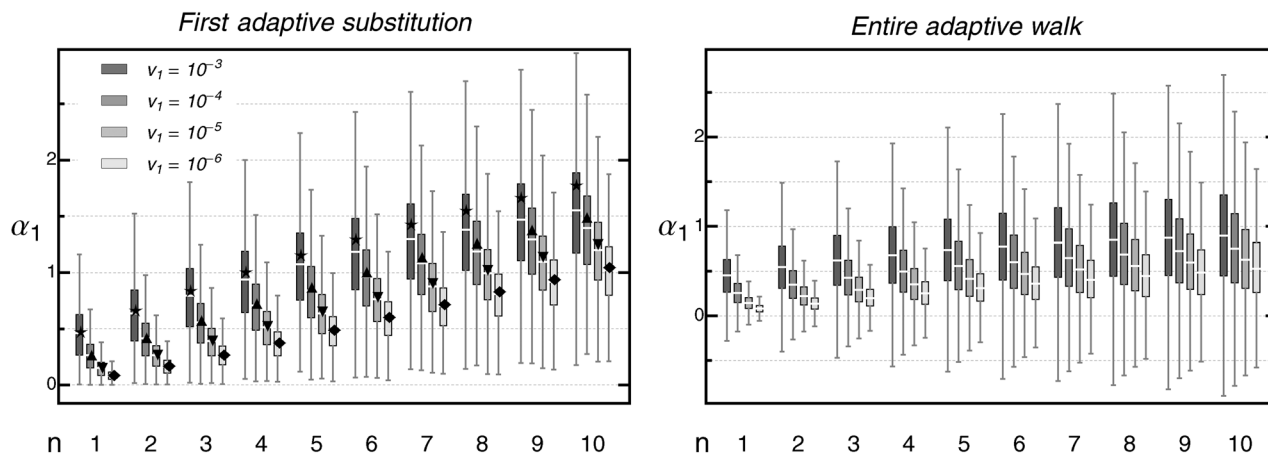 First adaptive substitution
v₁ = 10⁻³
v₁ = 10⁻⁴
v₁ = 10⁻⁵
v₁ = 10⁻⁶
2
1
0
α₁
n 1 2 3 4 5 6 7 8 9 10
Entire adaptive walk
2
1
0
α₁
n 1 2 3 4 5 6 7 8 9 10